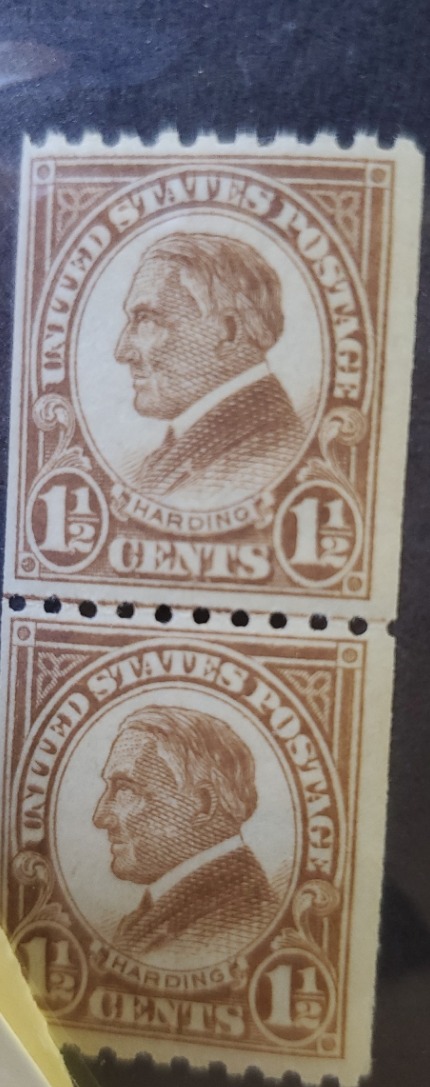 UNITED STATES POSTAGE
HARDING
1½ CENTS 1½
UNITED STATES POSTAGE
HARDING
1½ CENTS 1½